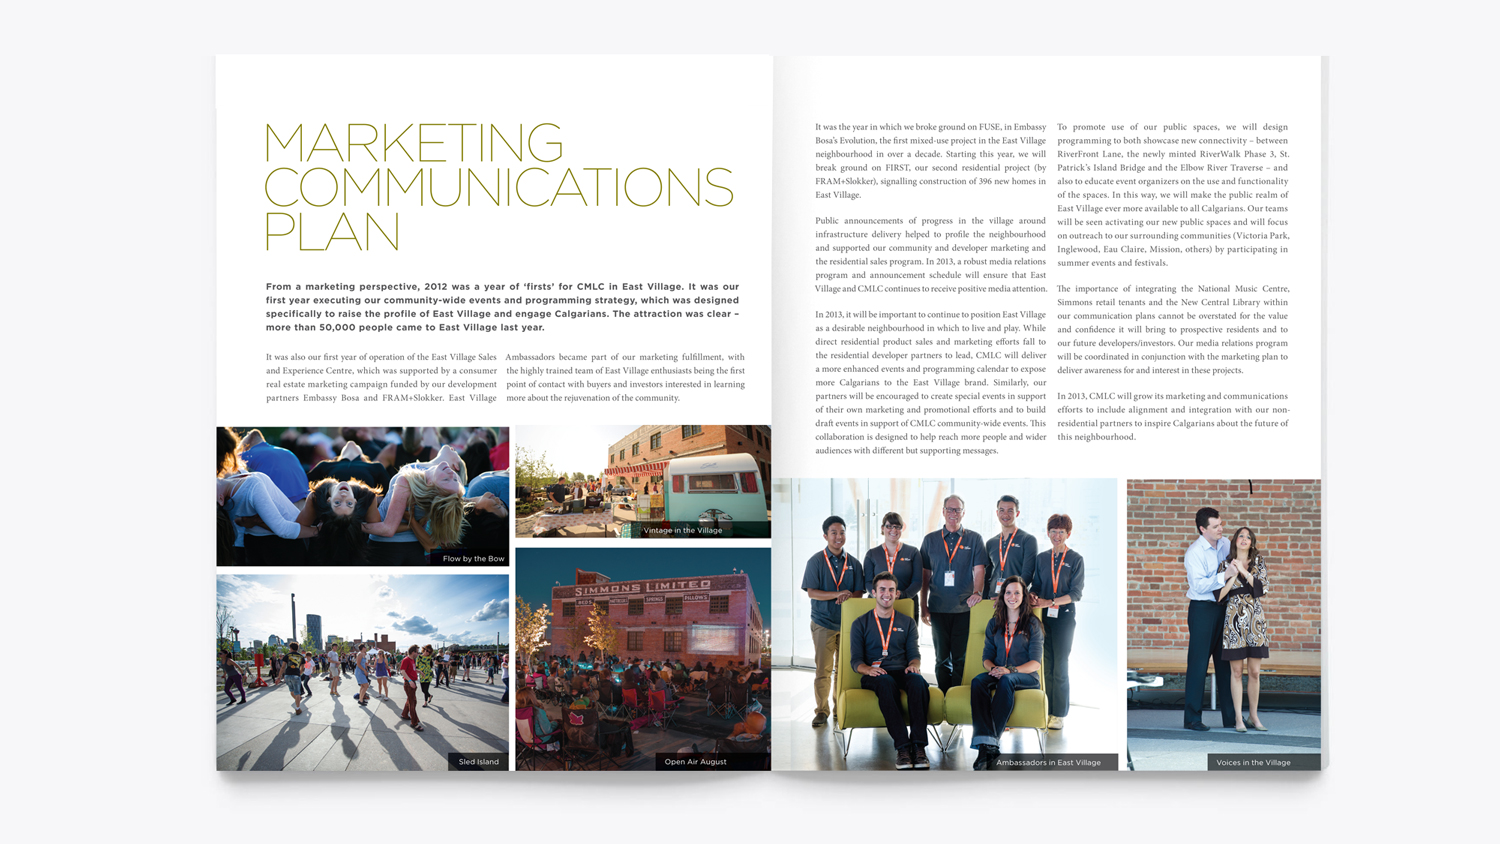 MARKETING
COMMUNICATIONS
PLAN
From a marketing perspective, 2012 was a year of ‘firsts’ for CMLC in East Village. It was our
first year executing our community-wide events and programming strategy, which was designed
specifically to raise the profile of East Village and engage Calgarians. The attraction was clear –
more than 50,000 people came to East Village last year.
It was also our first year of operation of the East Village Sales
and Experience Centre, which was supported by a consumer
real estate marketing campaign funded by our development
partners Embassy Bosa and FRAM+Slokker. East Village
Ambassadors became part of our marketing fulfillment, with
the highly trained team of East Village enthusiasts being the first
point of contact with buyers and investors interested in learning
more about the rejuvenation of the community.
Flow by the Bow
Vintage in the Village
Sled Island
SIMMONS LIMITED
BEDS MATTRESSES SPRINGS PILLOWS
Open Air August
It was the year in which we broke ground on FUSE, in Embassy
Bosa’s Evolution, the first mixed-use project in the East Village
neighbourhood in over a decade. Starting this year, we will
break ground on FIRST, our second residential project (by
FRAM+Slokker), signalling construction of 396 new homes in
East Village.
Public announcements of progress in the village around
infrastructure delivery helped to profile the neighbourhood
and supported our community and developer marketing and
the residential sales program. In 2013, a robust media relations
program and announcement schedule will ensure that East
Village and CMLC continues to receive positive media attention.
In 2013, it will be important to continue to position East Village
as a desirable neighbourhood in which to live and play. While
direct residential product sales and marketing efforts fall to
the residential developer partners to lead, CMLC will deliver
a more enhanced events and programming calendar to expose
more Calgarians to the East Village brand. Similarly, our
partners will be encouraged to create special events in support
of their own marketing and promotional efforts and to build
draft events in support of CMLC community-wide events. This
collaboration is designed to help reach more people and wider
audiences with different but supporting messages.
To promote use of our public spaces, we will design
programming to both showcase new connectivity – between
RiverFront Lane, the newly minted RiverWalk Phase 3, St.
Patrick’s Island Bridge and the Elbow River Traverse – and
also to educate event organizers on the use and functionality
of the spaces. In this way, we will make the public realm of
East Village ever more available to all Calgarians. Our teams
will be seen activating our new public spaces and will focus
on outreach to our surrounding communities (Victoria Park,
Inglewood, Eau Claire, Mission, others) by participating in
summer events and festivals.
The importance of integrating the National Music Centre,
Simmons retail tenants and the New Central Library within
our communication plans cannot be overstated for the value
and confidence it will bring to prospective residents and to
our future developers/investors. Our media relations program
will be coordinated in conjunction with the marketing plan to
deliver awareness for and interest in these projects.
In 2013, CMLC will grow its marketing and communications
efforts to include alignment and integration with our non-
residential partners to inspire Calgarians about the future of
this neighbourhood.
Ambassadors in East Village
Voices in the Village